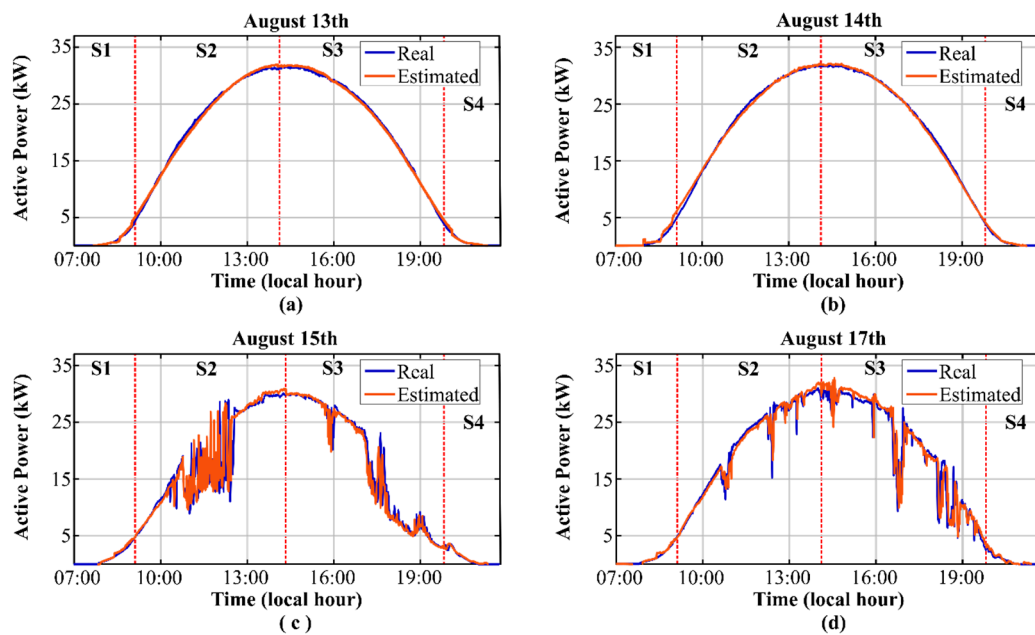 August 13th
35
25
15
5
Active Power (kW)
S1
S2
S3
S4
Real
Estimated
07:00 10:00 13:00 16:00 19:00
Time (local hour)
(a)
August 14th
35
25
15
5
Active Power (kW)
S1
S2
S3
S4
Real
Estimated
07:00 10:00 13:00 16:00 19:00
Time (local hour)
(b)
August 15th
35
25
15
5
Active Power (kW)
S1
S2
S3
S4
Real
Estimated
07:00 10:00 13:00 16:00 19:00
Time (local hour)
( c )
August 17th
35
25
15
5
Active Power (kW)
S1
S2
S3
S4
Real
Estimated
07:00 10:00 13:00 16:00 19:00
Time (local hour)
(d)